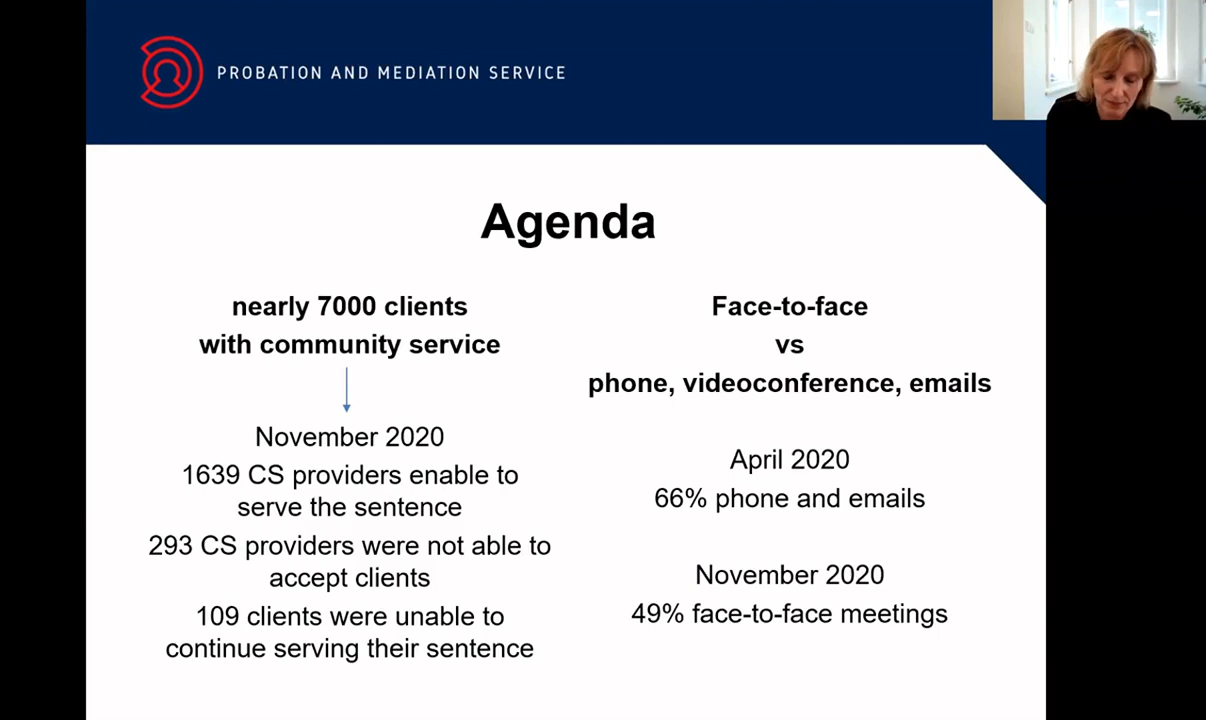 PROBATION AND MEDIATION SERVICE
Agenda
nearly 7000 clients
with community service
November 2020
1639 CS providers enable to
serve the sentence
293 CS providers were not able to
accept clients
109 clients were unable to
continue serving their sentence
Face-to-face
vs
phone, videoconference, emails
April 2020
66% phone and emails
November 2020
49% face-to-face meetings